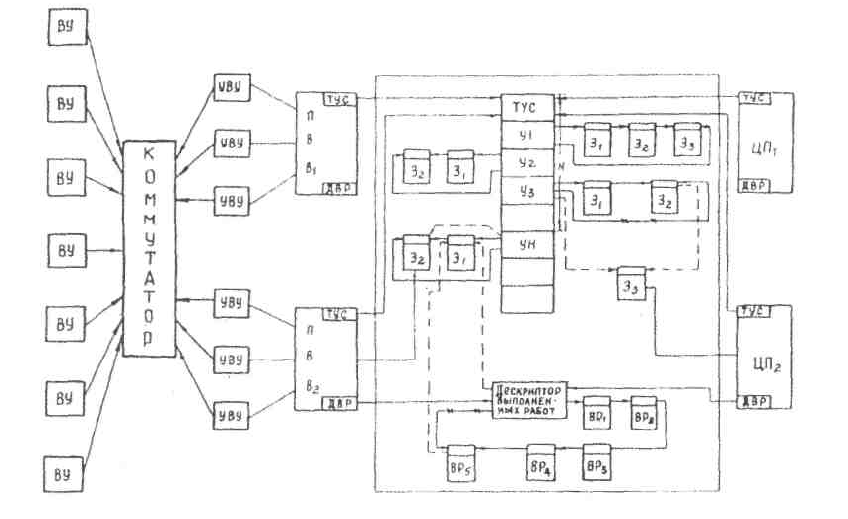 ВУ
ВУ
ВУ
ВУ
ВУ
ВУ
ВУ
КОММУТАТОР
УВУ
УВУ
УВУ
УВУ
УВУ
УВУ
ТУС
П
В
В1
ДВР
ТУС
П
В
В2
ДВР
ТУС
У1
У2
У3
УН
N
З1
З2
З3
З2
З1
З1
З2
З2
З1
З3
Дескриптор
выполнен-
ных работ
ВР1
ВР2
ВР5
ВР4
ВР3
ТУС
ЦП1
ДВР
ТУС
ЦП2
ДВР